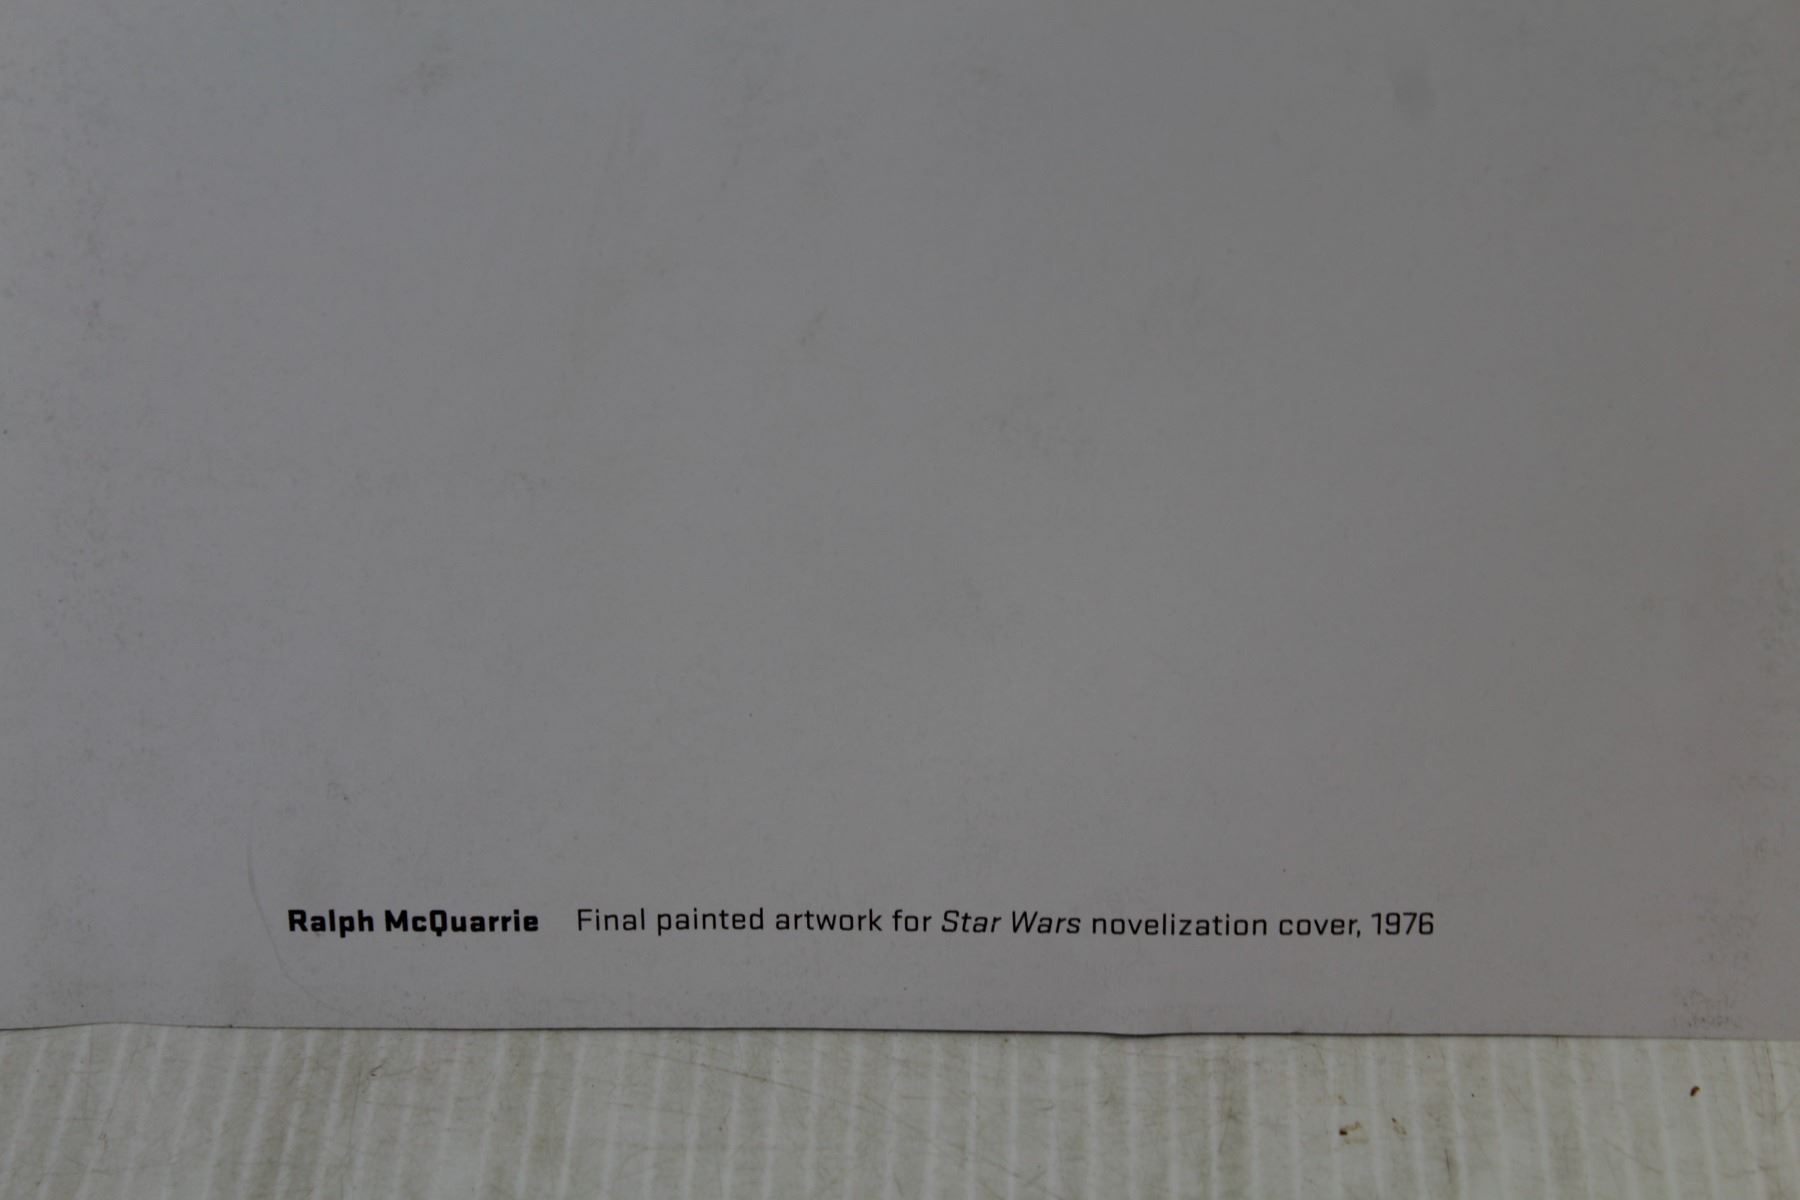 Ralph McQuarrie Final painted artwork for Star Wars novelization cover, 1976